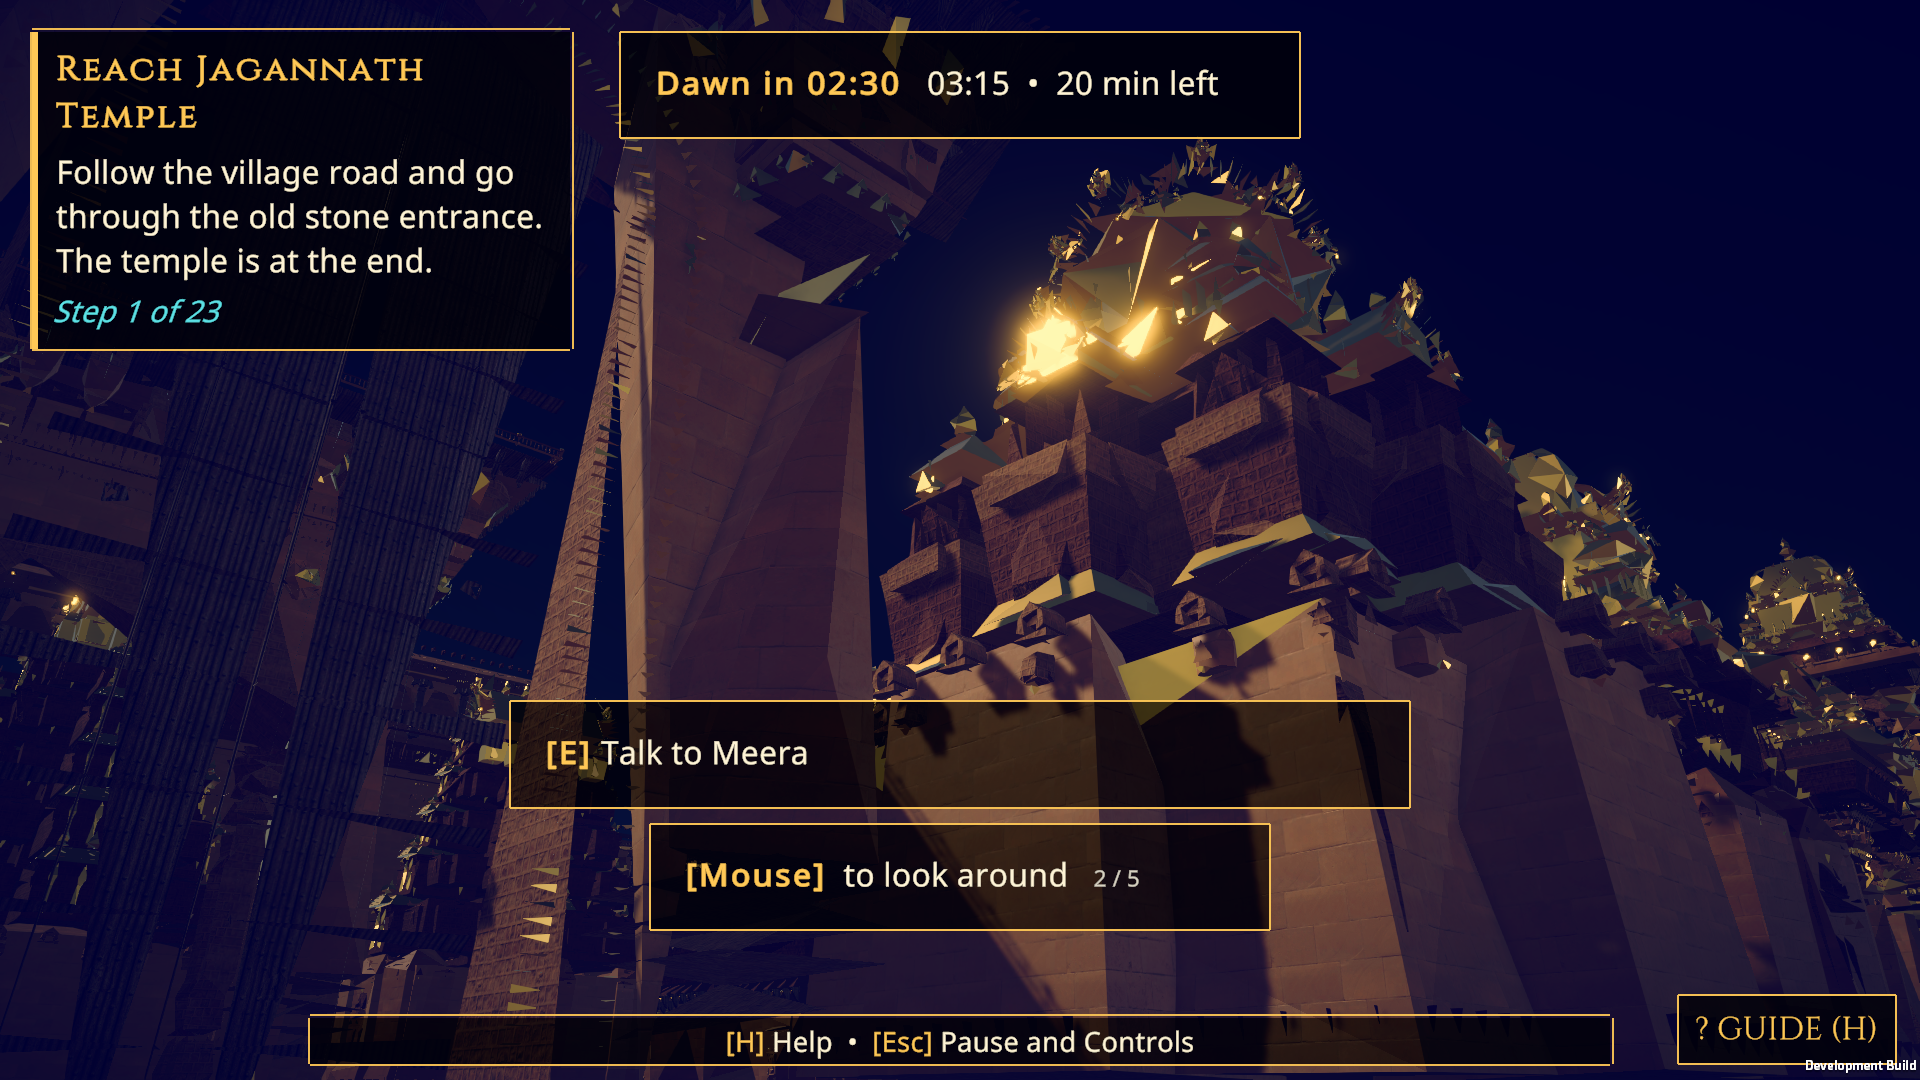 REACH JAGANNATH
TEMPLE
Follow the village road and go
through the old stone entrance.
The temple is at the end.
Step 1 of 23
Dawn in 02:30 03:15 • 20 min left
[E] Talk to Meera
[Mouse] to look around 2 / 5
[H] Help • [Esc] Pause and Controls
? GUIDE (H)
Development Build